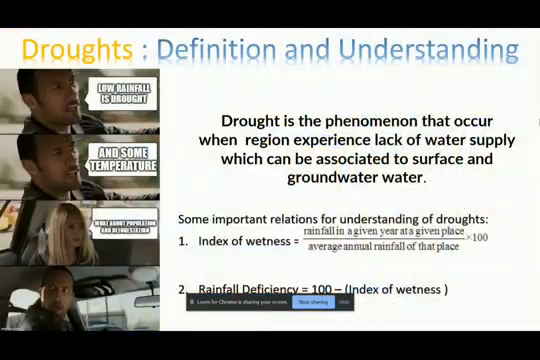 Droughts : Definition and Understanding
LOW RAINFALL
IS DROUGHT
AND SOME
TEMPERATURE
WHAT ABOUT POPULATION
AND DEFORESTATION
Drought is the phenomenon that occur
when region experience lack of water supply
which can be associated to surface and
groundwater water.
Some important relations for understanding of droughts:
1. Index of wetness = rainfall in a given year at a given place
average annual rainfall of that place ×100
2. Rainfall Deficiency = 100 – (Index of wetness )
Loom for Chrome is sharing your screen. Stop sharing Hide